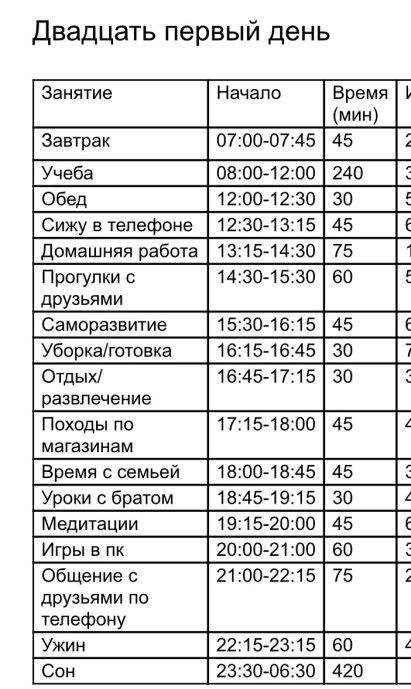 Двадцать первый день
Занятие Начало Время
(мин)
Завтрак 07:00-07:45 45
Учеба 08:00-12:00 240
Обед 12:00-12:30 30
Сижу в телефоне 12:30-13:15 45
Домашняя работа 13:15-14:30 75
Прогулки с 14:30-15:30 60
друзьями
Саморазвитие 15:30-16:15 45
Уборка/готовка 16:15-16:45 30
Отдых/ 16:45-17:15 30
развлечение
Походы по 17:15-18:00 45
магазинам
Время с семьей 18:00-18:45 45
Уроки с братом 18:45-19:15 30
Медитации 19:15-20:00 45
Игры в пк 20:00-21:00 60
Общение с 21:00-22:15 75
друзьями по
телефону
Ужин 22:15-23:15 60
Сон 23:30-06:30 420